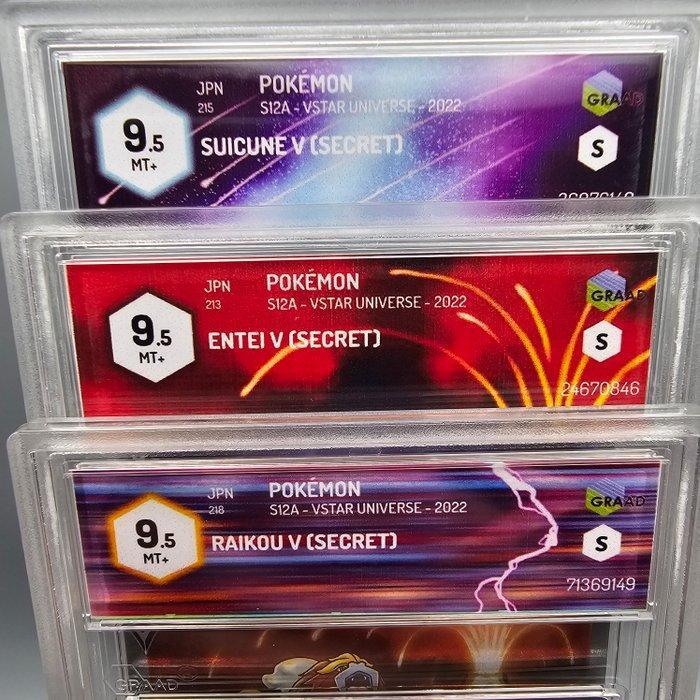 JPN POKÉMON
215 S12A - VSTAR UNIVERSE - 2022
GRAAD
9.5
MT+
SUICUNE V (SECRET)
S
JPN POKÉMON
213 S12A - VSTAR UNIVERSE - 2022
GRAAD
9.5
MT+
ENTEI V (SECRET)
S
24670846
JPN POKÉMON
218 S12A - VSTAR UNIVERSE - 2022
GRAAD
9.5
MT+
RAIKOU V (SECRET)
S
71369149
GRAAD